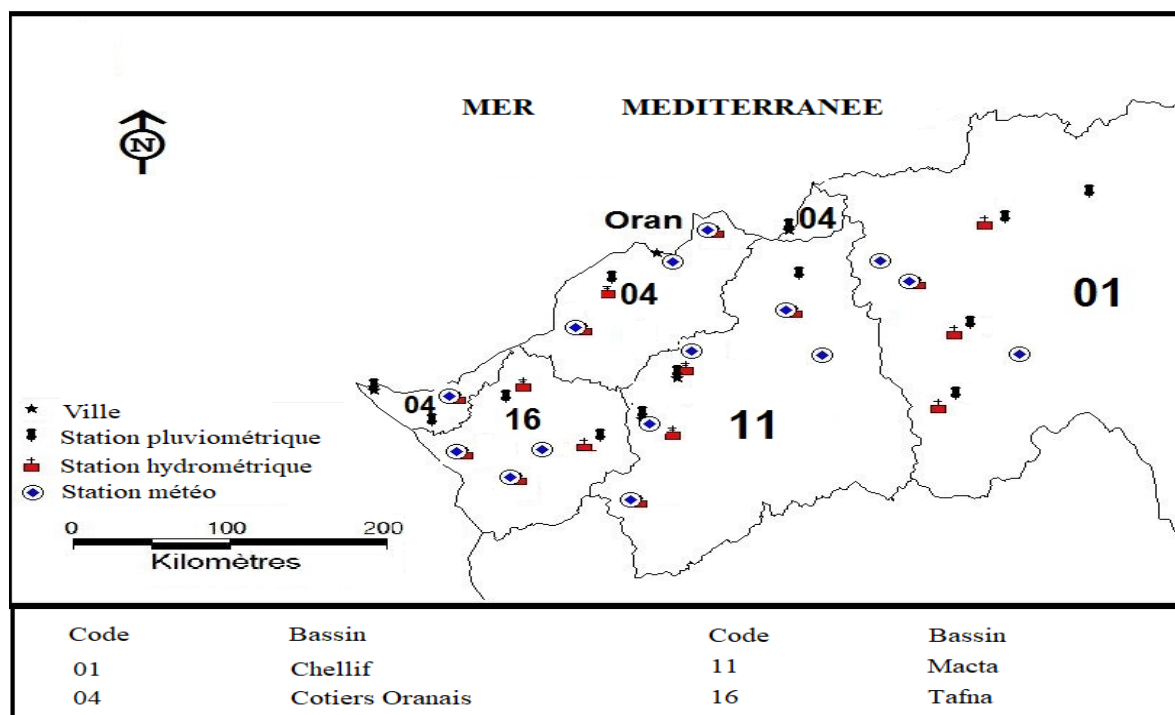 MER MEDITERRANEE
N
Oran
04
04
01
04
16
11
Ville
Station pluviométrique
Station hydrométrique
Station météo
0 100 200
Kilomètres
Code Bassin Code Bassin
01 Chellif 11 Macta
04 Cotiers Oranais 16 Tafna